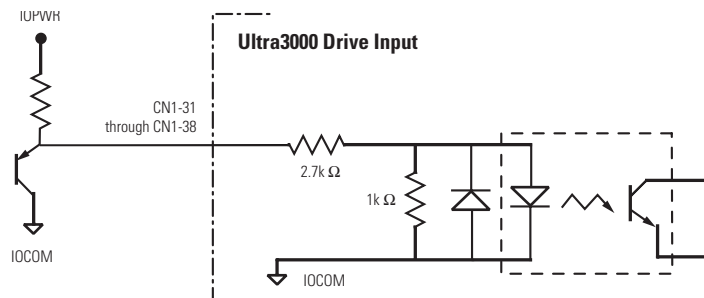 IOPWR
Ultra3000 Drive Input
CN1-31
through CN1-38
2.7k Ω
1k Ω
IOCOM
IOCOM